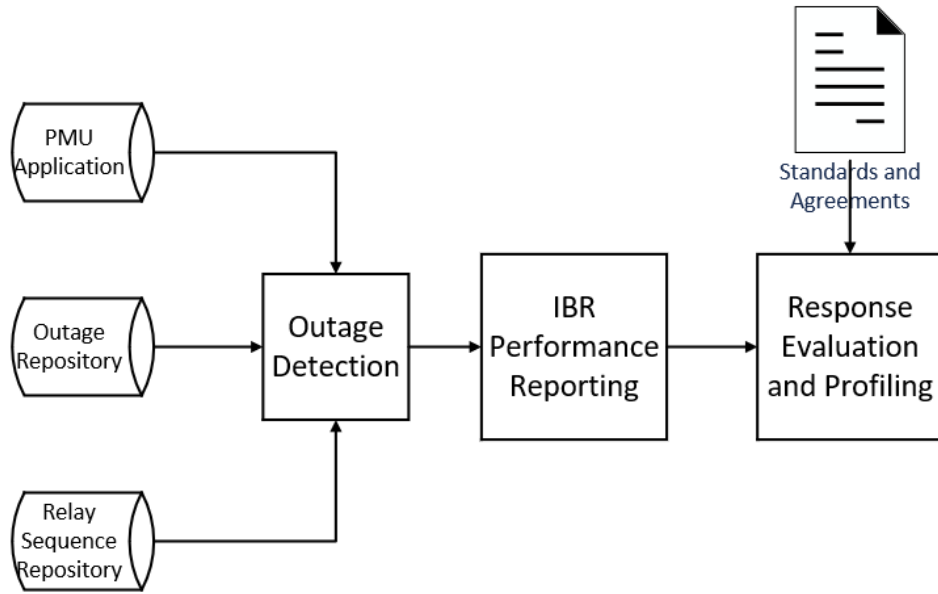 PMU
Application
Outage
Repository
Relay
Sequence
Repository
Outage
Detection
IBR
Performance
Reporting
Standards and
Agreements
Response
Evaluation
and Profiling